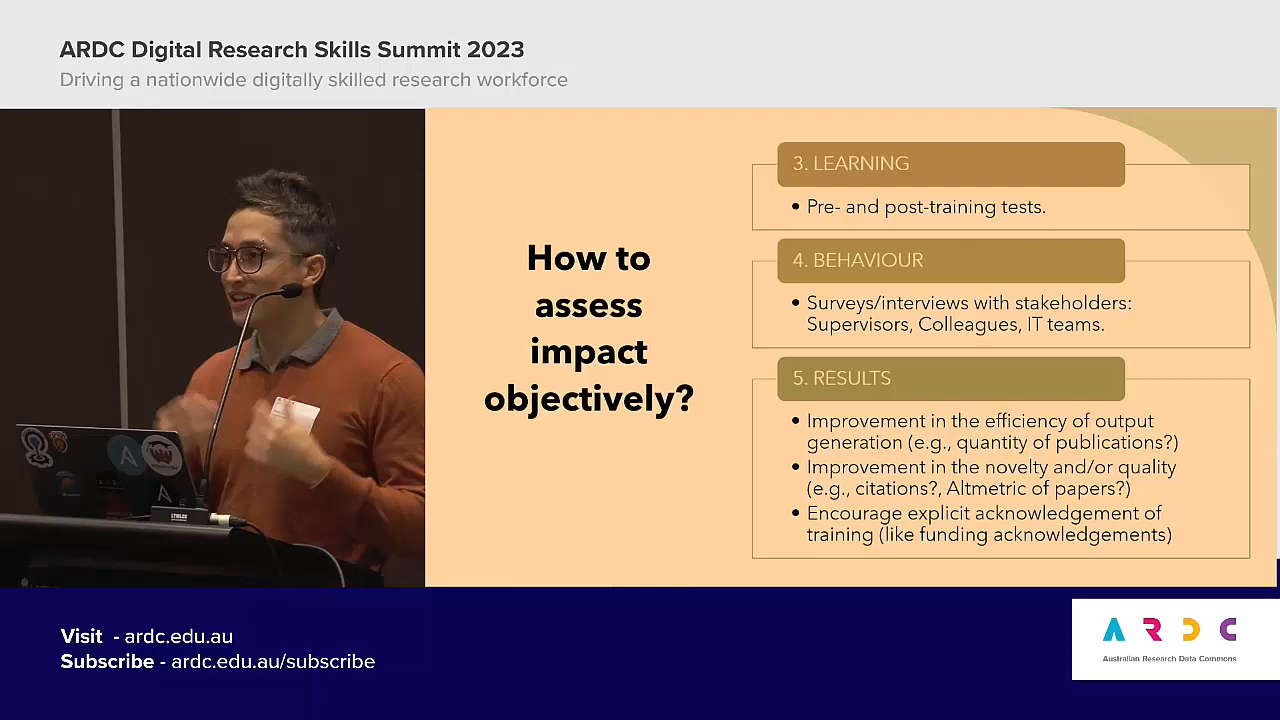 ARDC Digital Research Skills Summit 2023
Driving a nationwide digitally skilled research workforce
How to
assess
impact
objectively?
3. LEARNING
• Pre- and post-training tests.
4. BEHAVIOUR
• Surveys/interviews with stakeholders:
Supervisors, Colleagues, IT teams.
5. RESULTS
• Improvement in the efficiency of output
generation (e.g., quantity of publications?)
• Improvement in the novelty and/or quality
(e.g., citations?, Altmetric of papers?)
• Encourage explicit acknowledgement of
training (like funding acknowledgements)
Visit - ardc.edu.au
Subscribe - ardc.edu.au/subscribe
ARDC
Australian Research Data Commons